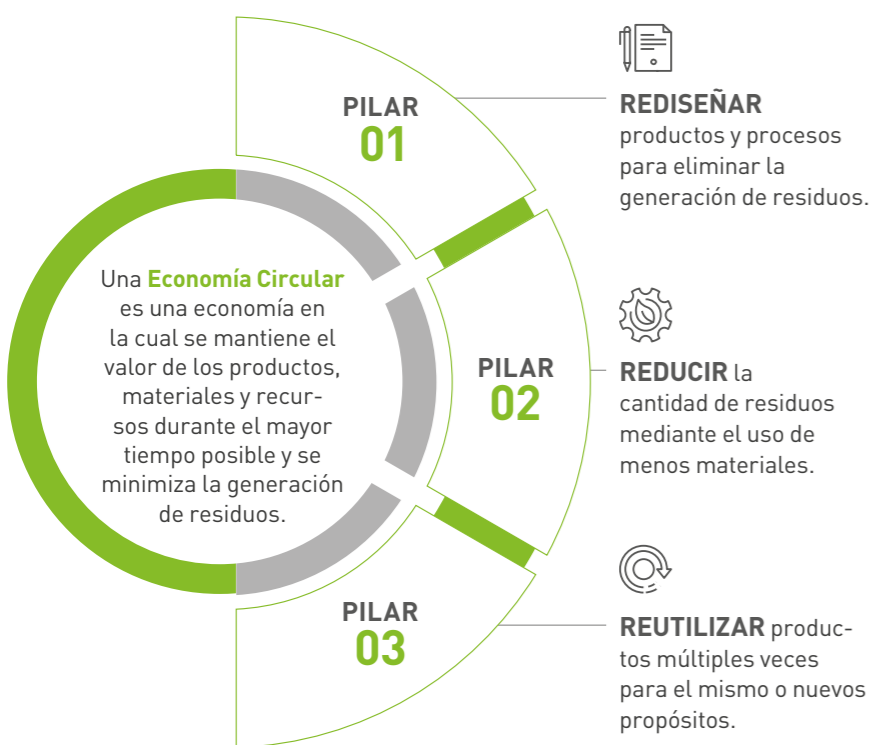 Una Economía Circular
es una economía en
la cual se mantiene el
valor de los productos,
materiales y recur-
sos durante el mayor
tiempo posible y se
minimiza la generación
de residuos.
PILAR
01
REDISEÑAR
productos y procesos
para eliminar la
generación de residuos.
PILAR
02
REDUCIR la
cantidad de residuos
mediante el uso de
menos materiales.
PILAR
03
REUTILIZAR produc-
tos múltiples veces
para el mismo o nuevos
propósitos.